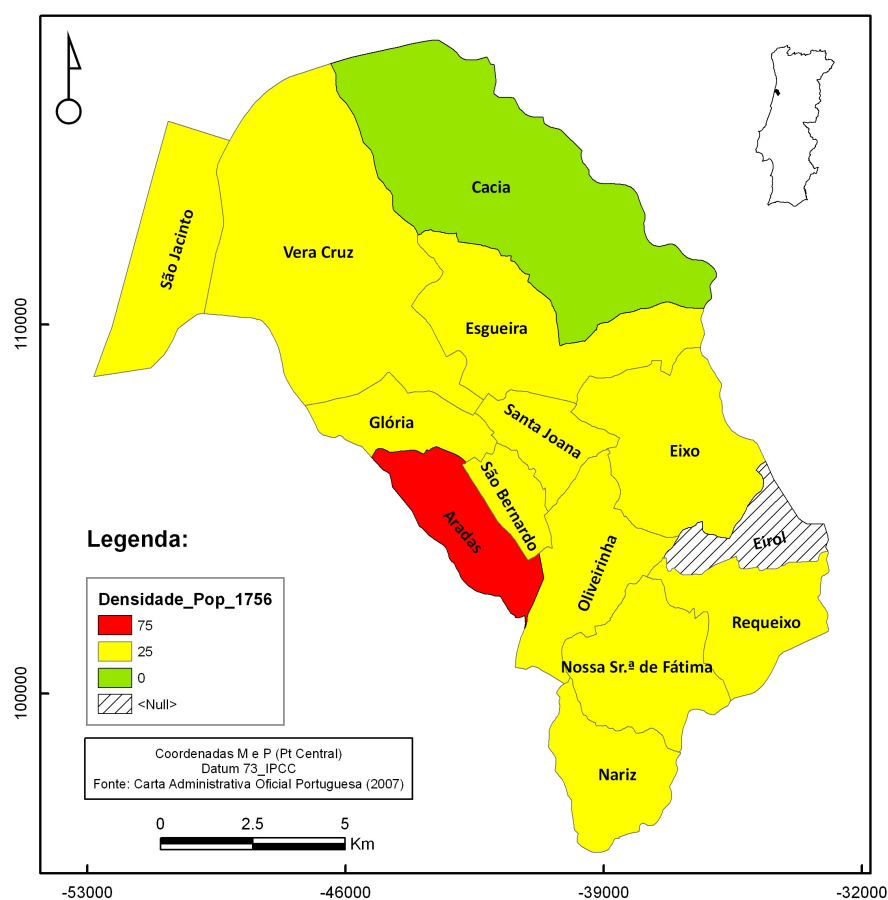 Cacia
São Jacinto
Vera Cruz
Esgueira
Glória
Santa Joana
Eixo
São Bernardo
Aradas
Eirol
Oliveirinha
Requeixo
Nossa Sr.ª de Fátima
Nariz
Legenda:
Densidade_Pop_1756
75
25
0
<Null>
Coordenadas M e P (Pt Central)
Datum 73_IPCC
Fonte: Carta Administrativa Oficial Portuguesa (2007)
0 2.5 5
Km
110000
100000
-53000 -46000 -39000 -32000